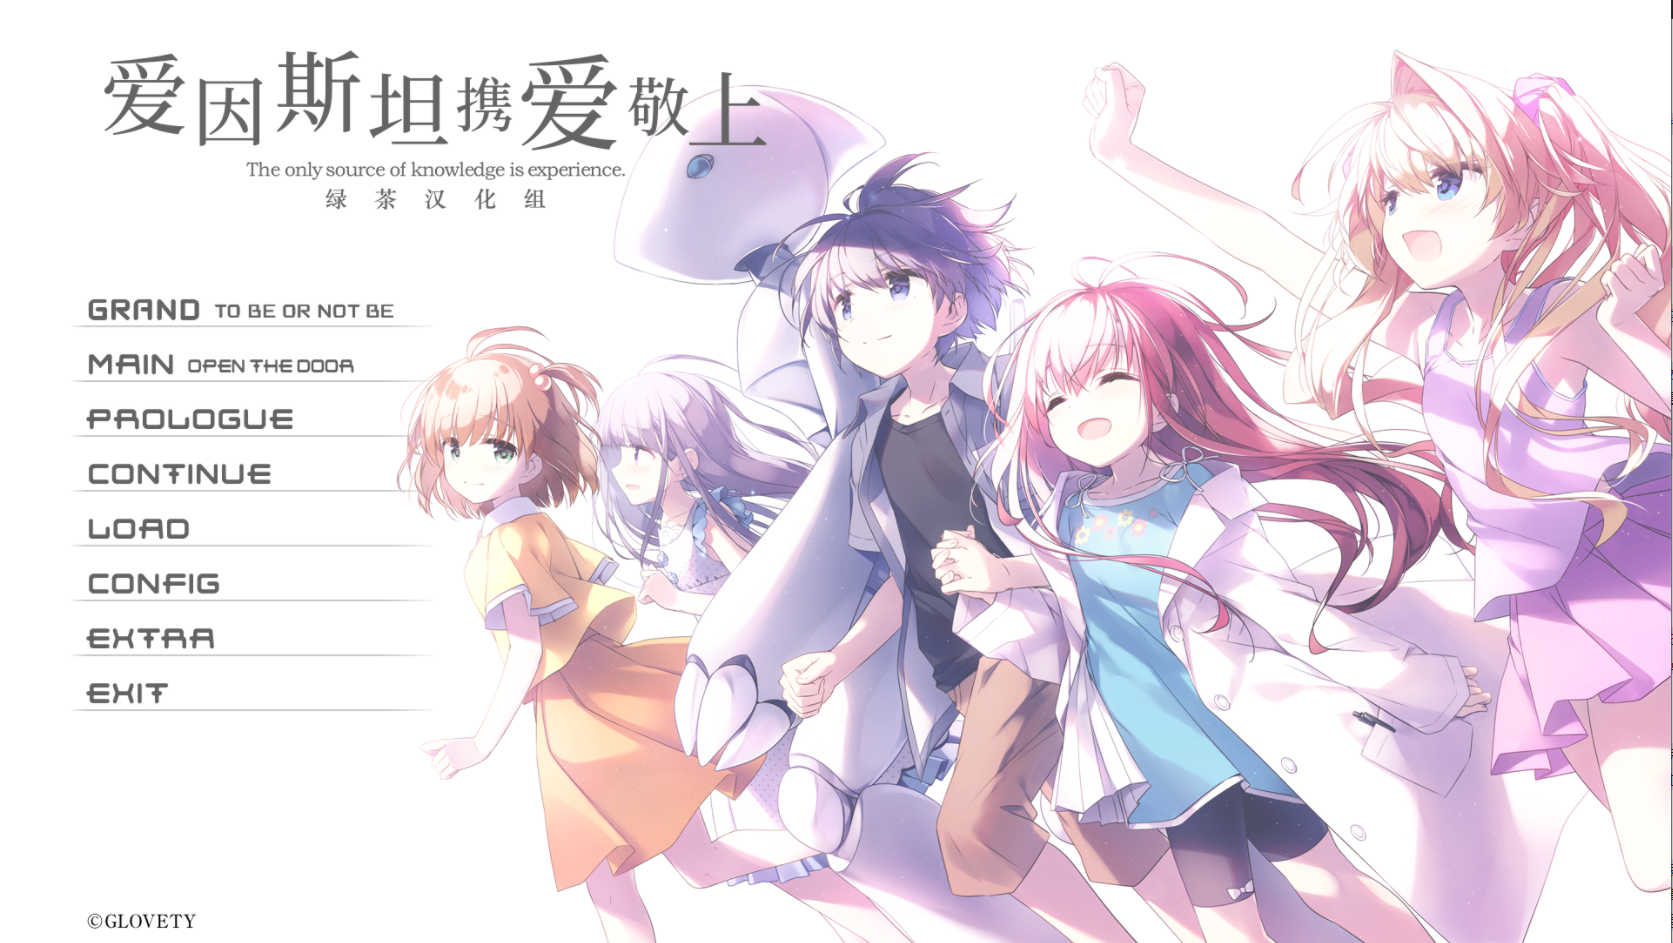 爱因斯坦携爱敬上
The only source of knowledge is experience.
绿茶汉化组
GRAND TO BE OR NOT BE
MAIN OPEN THE DOOR
PROLOGUE
CONTINUE
LOAD
CONFIG
EXTRA
EXIT
©GLOVETY